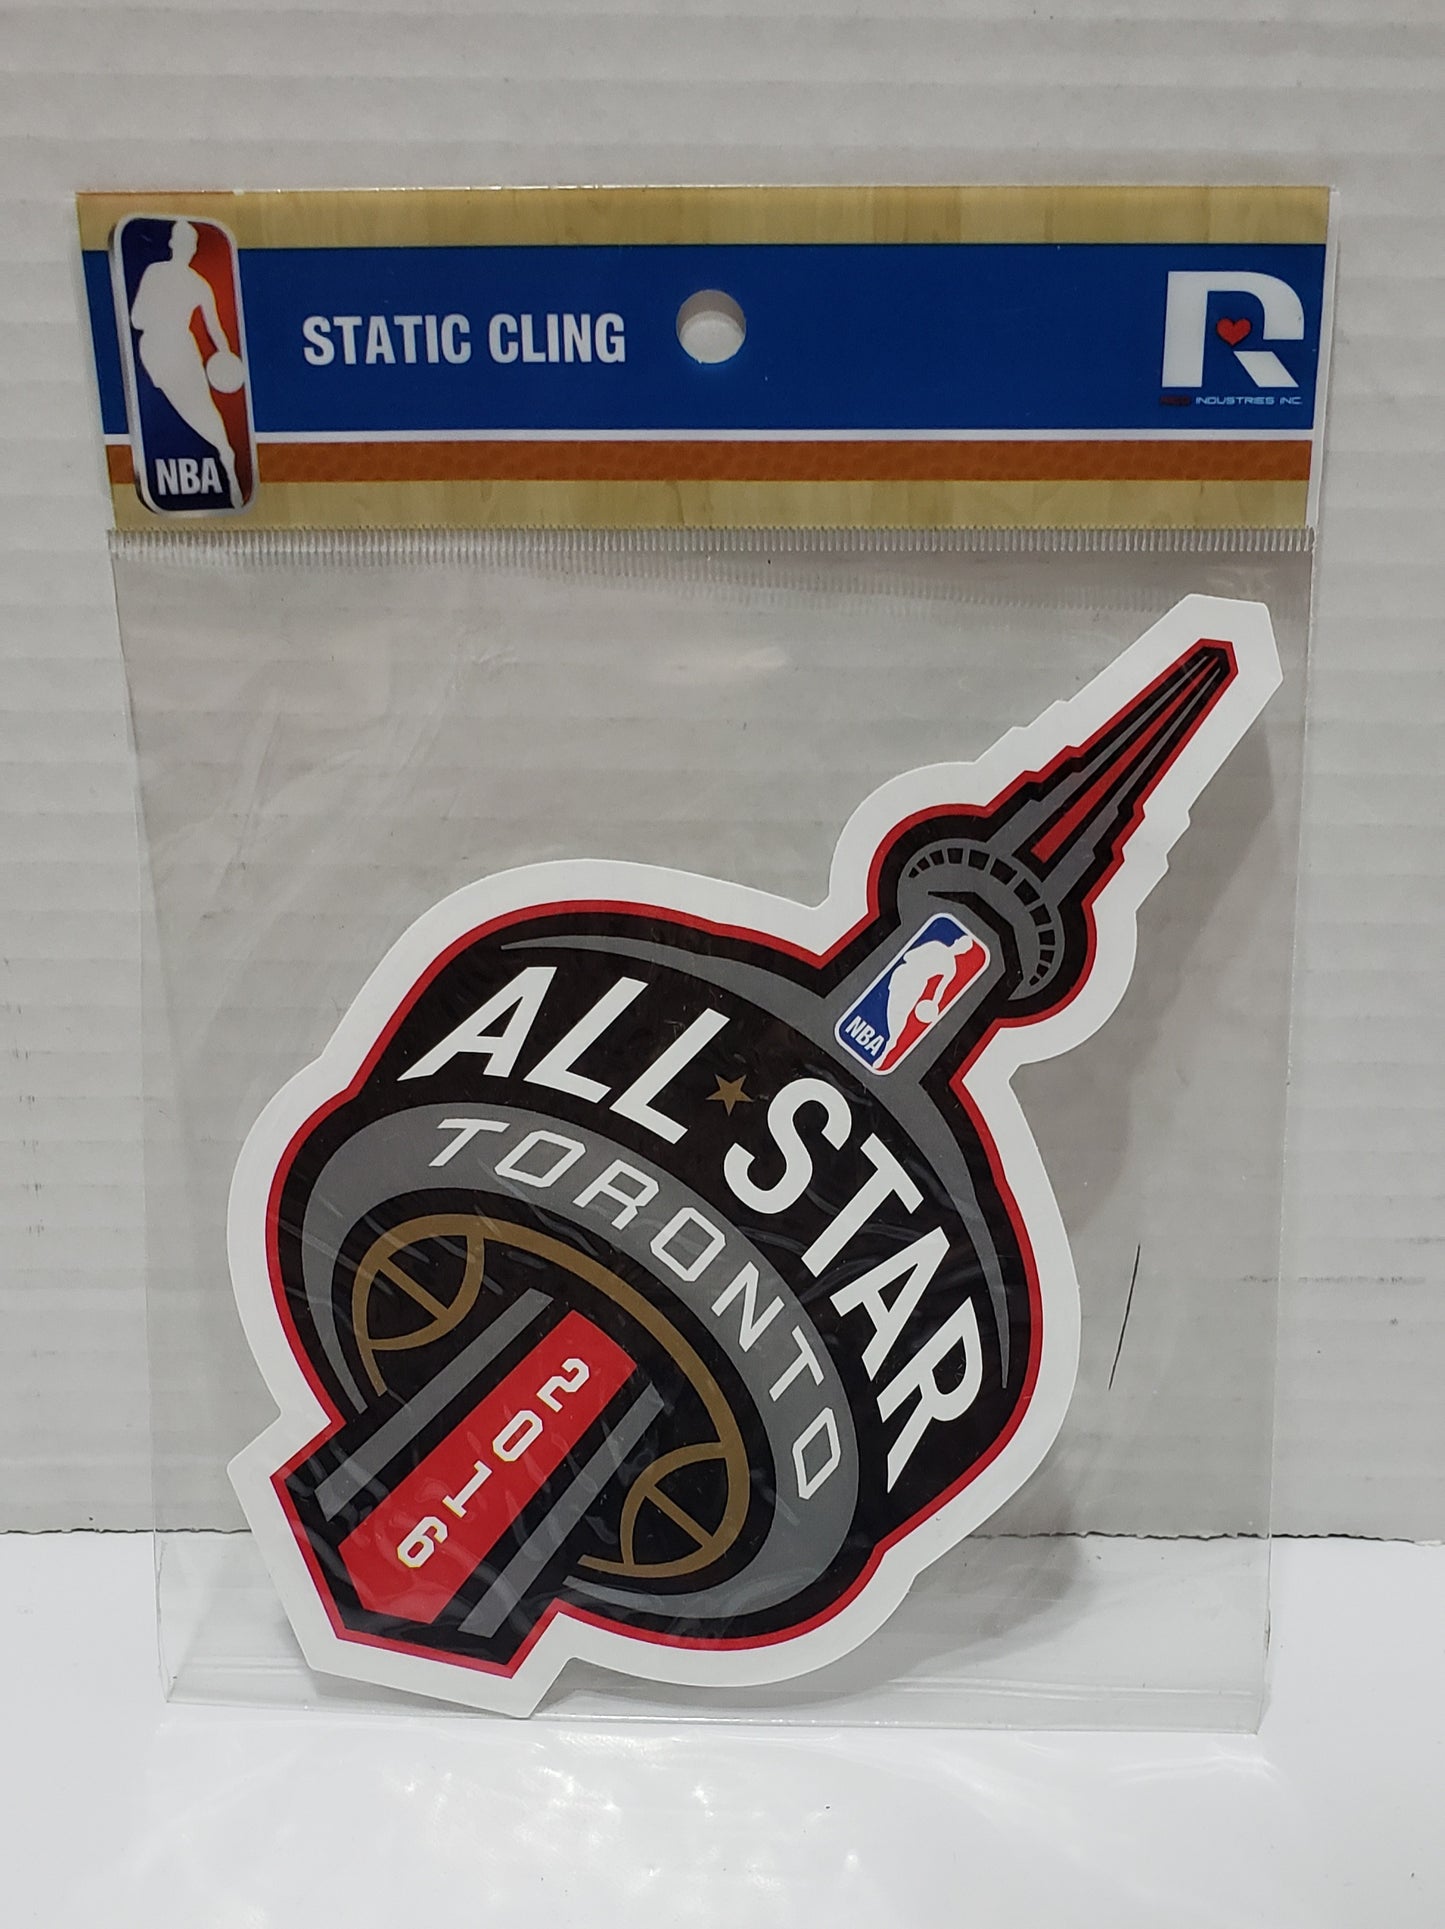 STATIC CLING
R
INDUSTRIES INC.
NBA
NBA
ALL★STAR
TORONTO
2016